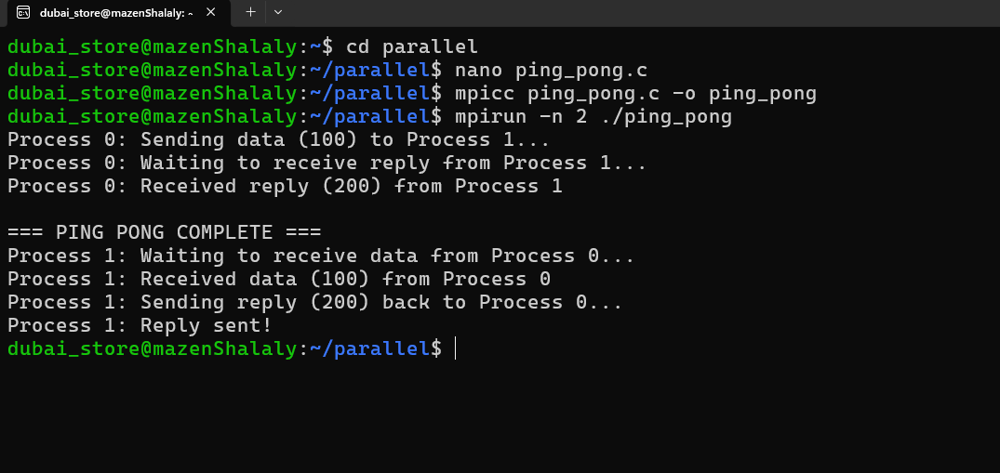 dubai_store@mazenShalaly: ~
dubai_store@mazenShalaly:~$ cd parallel
dubai_store@mazenShalaly:~/parallel$ nano ping_pong.c
dubai_store@mazenShalaly:~/parallel$ mpicc ping_pong.c -o ping_pong
dubai_store@mazenShalaly:~/parallel$ mpirun -n 2 ./ping_pong
Process 0: Sending data (100) to Process 1...
Process 0: Waiting to receive reply from Process 1...
Process 0: Received reply (200) from Process 1
=== PING PONG COMPLETE ===
Process 1: Waiting to receive data from Process 0...
Process 1: Received data (100) from Process 0
Process 1: Sending reply (200) back to Process 0...
Process 1: Reply sent!
dubai_store@mazenShalaly:~/parallel$